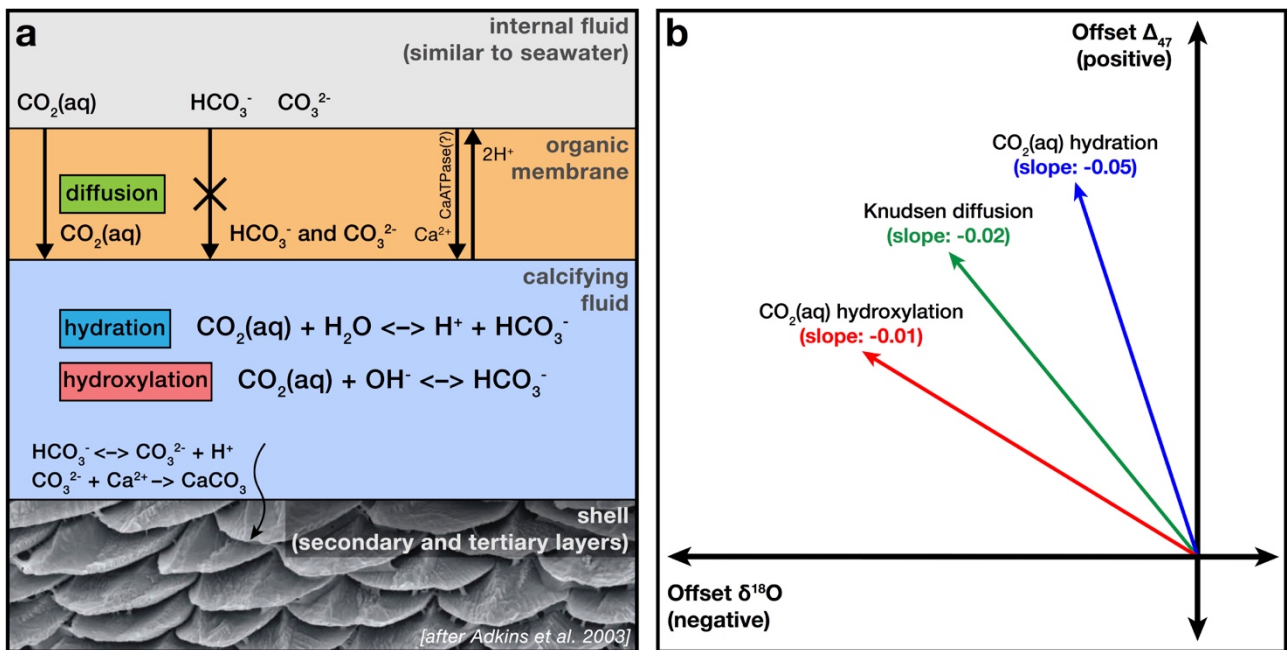 a
internal fluid
(similar to seawater)
CO₂(aq) HCO₃⁻ CO₃²⁻
organic
membrane
CaATPase(?)
2H⁺
diffusion
CO₂(aq) HCO₃⁻ and CO₃²⁻ Ca²⁺
calcifying
fluid
hydration CO₂(aq) + H₂O <–> H⁺ + HCO₃⁻
hydroxylation CO₂(aq) + OH⁻ <–> HCO₃⁻
HCO₃⁻ <–> CO₃²⁻ + H⁺
CO₃²⁻ + Ca²⁺ –> CaCO₃
shell
(secondary and tertiary layers)
[after Adkins et al. 2003]
b
Offset Δ₄₇
(positive)
CO₂(aq) hydration
(slope: -0.05)
Knudsen diffusion
(slope: -0.02)
CO₂(aq) hydroxylation
(slope: -0.01)
Offset δ¹⁸O
(negative)